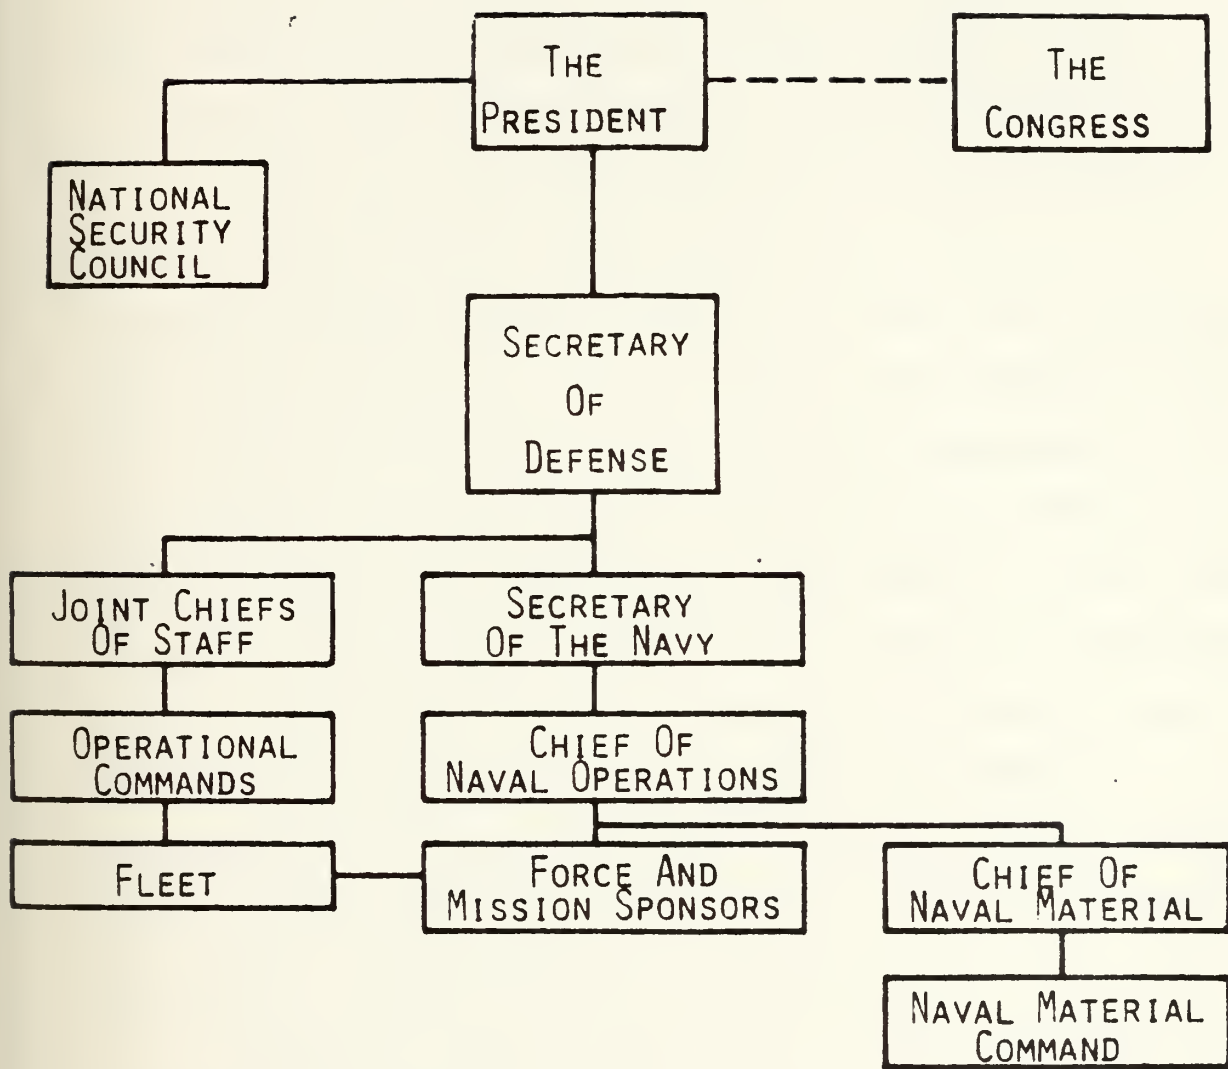 THE
PRESIDENT
THE
CONGRESS
NATIONAL
SECURITY
COUNCIL
SECRETARY
OF
DEFENSE
JOINT CHIEFS
OF STAFF
SECRETARY
OF THE NAVY
OPERATIONAL
COMMANDS
CHIEF OF
NAVAL OPERATIONS
FLEET
FORCE AND
MISSION SPONSORS
CHIEF OF
NAVAL MATERIAL
NAVAL MATERIAL
COMMAND